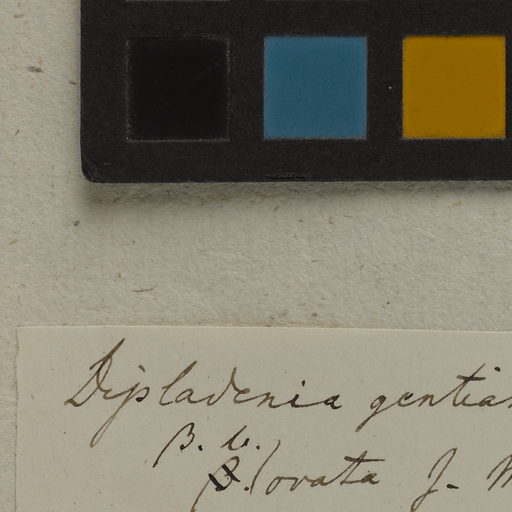 Dipladenia gentia
β. b.
β. ovata J. M